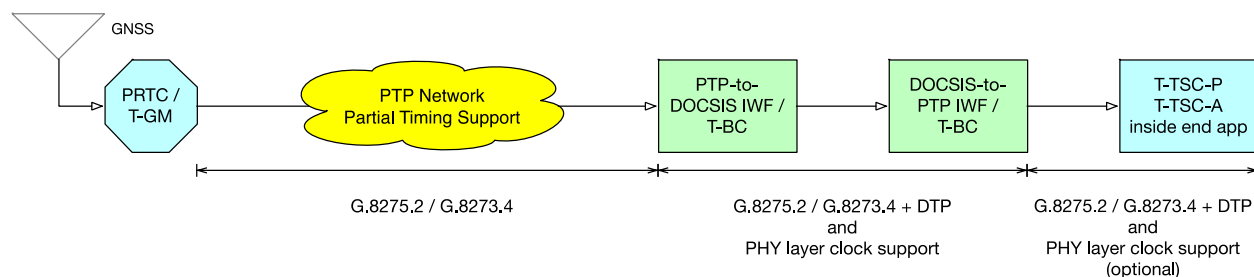 GNSS
PRTC /
T-GM
PTP Network
Partial Timing Support
PTP-to-
DOCSIS IWF /
T-BC
DOCSIS-to-
PTP IWF /
T-BC
T-TSC-P
T-TSC-A
inside end app
G.8275.2 / G.8273.4
G.8275.2 / G.8273.4 + DTP
and
PHY layer clock support
G.8275.2 / G.8273.4 + DTP
and
PHY layer clock support
(optional)